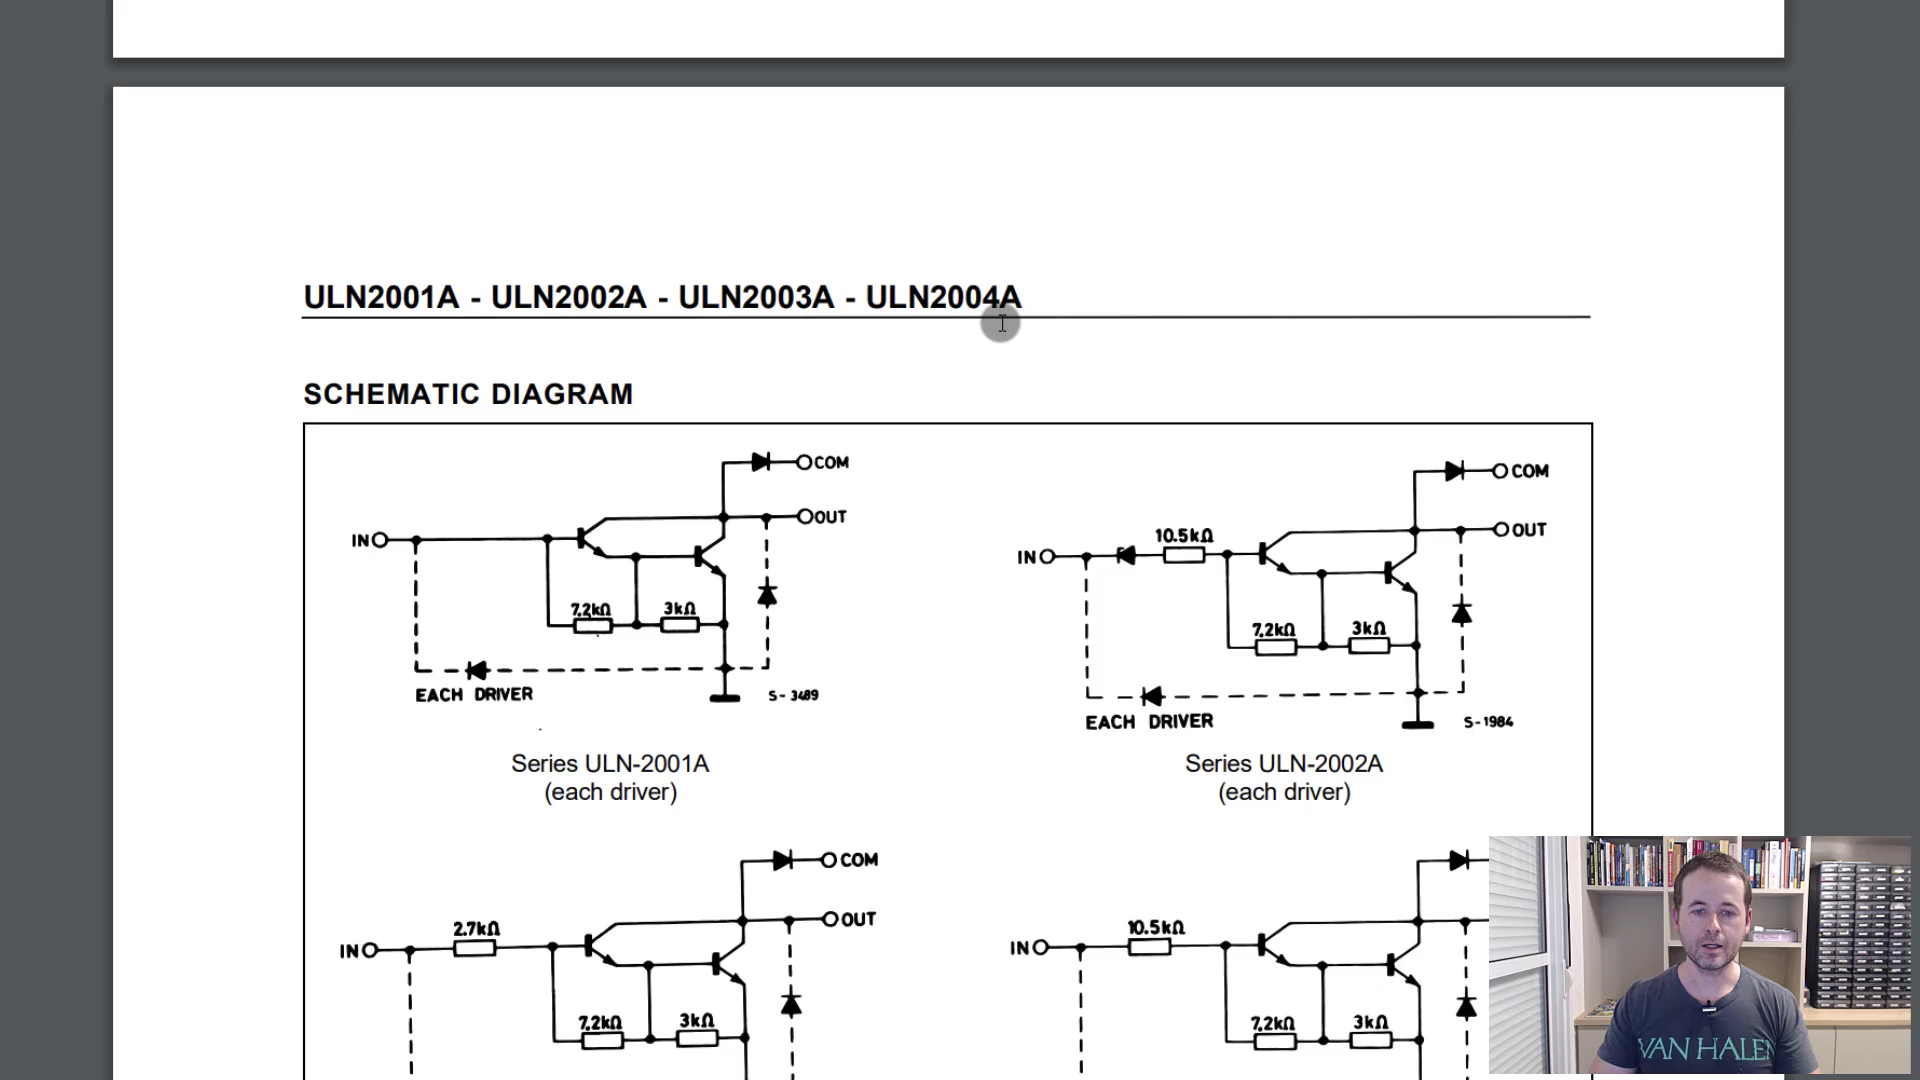 ULN2001A - ULN2002A - ULN2003A - ULN2004A
SCHEMATIC DIAGRAM
COM
OUT
IN
7.2kΩ
3kΩ
EACH DRIVER
S-3489
Series ULN-2001A
(each driver)
COM
OUT
10.5kΩ
IN
7.2kΩ
3kΩ
EACH DRIVER
S-1984
Series ULN-2002A
(each driver)
COM
OUT
2.7kΩ
IN
7.2kΩ
3kΩ
10.5kΩ
IN
7.2kΩ
3kΩ
VAN HALEN